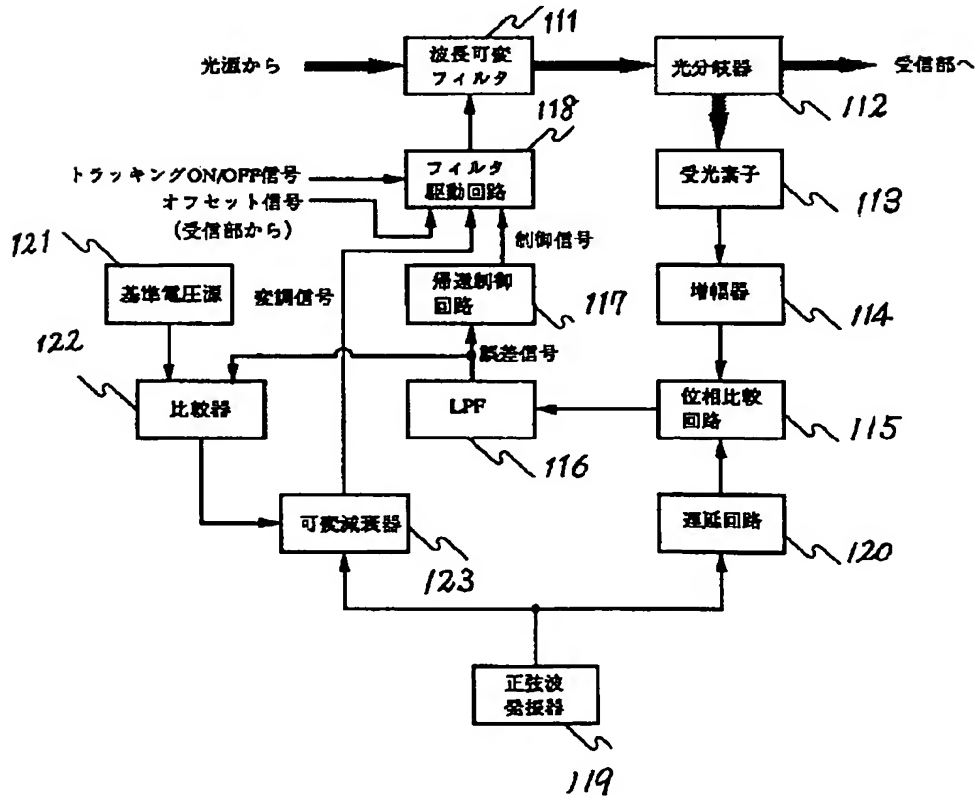 111
光源から
波長可変
フィルタ
光分岐器
受信部へ
112
118
トラッキングON/OFF信号
オフセット信号
(受信部から)
フィルタ
駆動回路
受光素子
113
制御信号
121
基準電圧源
変調信号
帰還制御
回路
117
増幅器
114
122
誤差信号
比較器
LPF
116
位相比較
回路
115
可変減衰器
123
遅延回路
120
正弦波
発振器
119